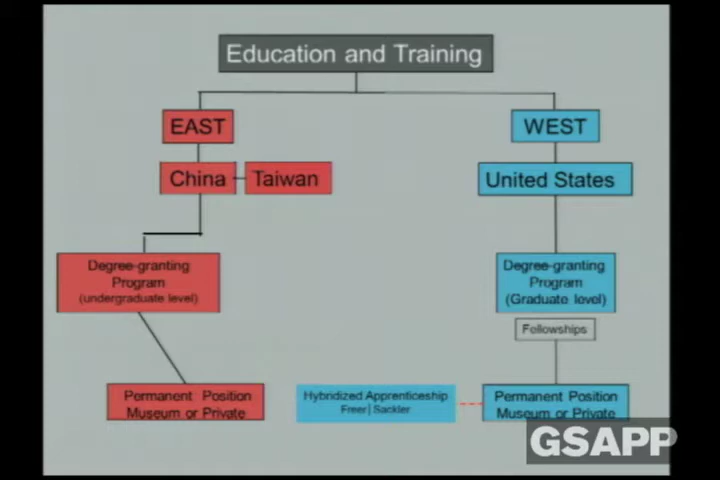 Education and Training
EAST
WEST
China
Taiwan
United States
Degree-granting
Program
(undergraduate level)
Degree-granting
Program
(Graduate level)
Fellowships
Permanent Position
Museum or Private
Hybridized Apprenticeship
Freer|Sackler
Permanent Position
Museum or Private
GSAPP